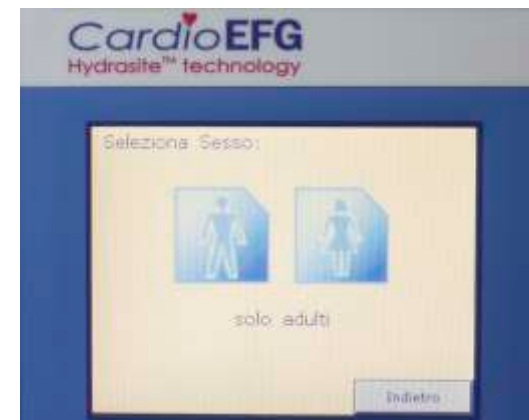 CardioEFG
Hydrasite™ technology
Seleziona Sesso:
solo adulti
Indietro